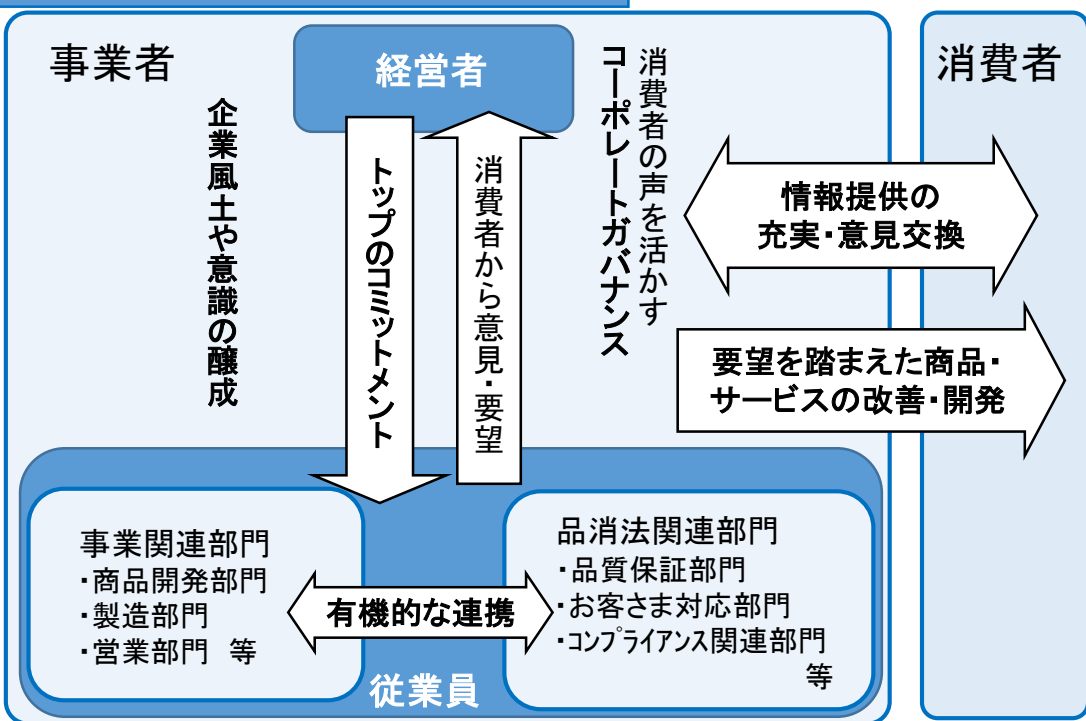 事業者
経営者
消費者
企業風土や意識の醸成
トップのコミットメント
消費者から意見・要望
消費者の声を活かす
コーポレートガバナンス
情報提供の
充実・意見交換
要望を踏まえた商品・
サービスの改善・開発
事業関連部門
・商品開発部門
・製造部門
・営業部門 等
有機的な連携
品消法関連部門
・品質保証部門
・お客さま対応部門
・コンプライアンス関連部門
等
従業員